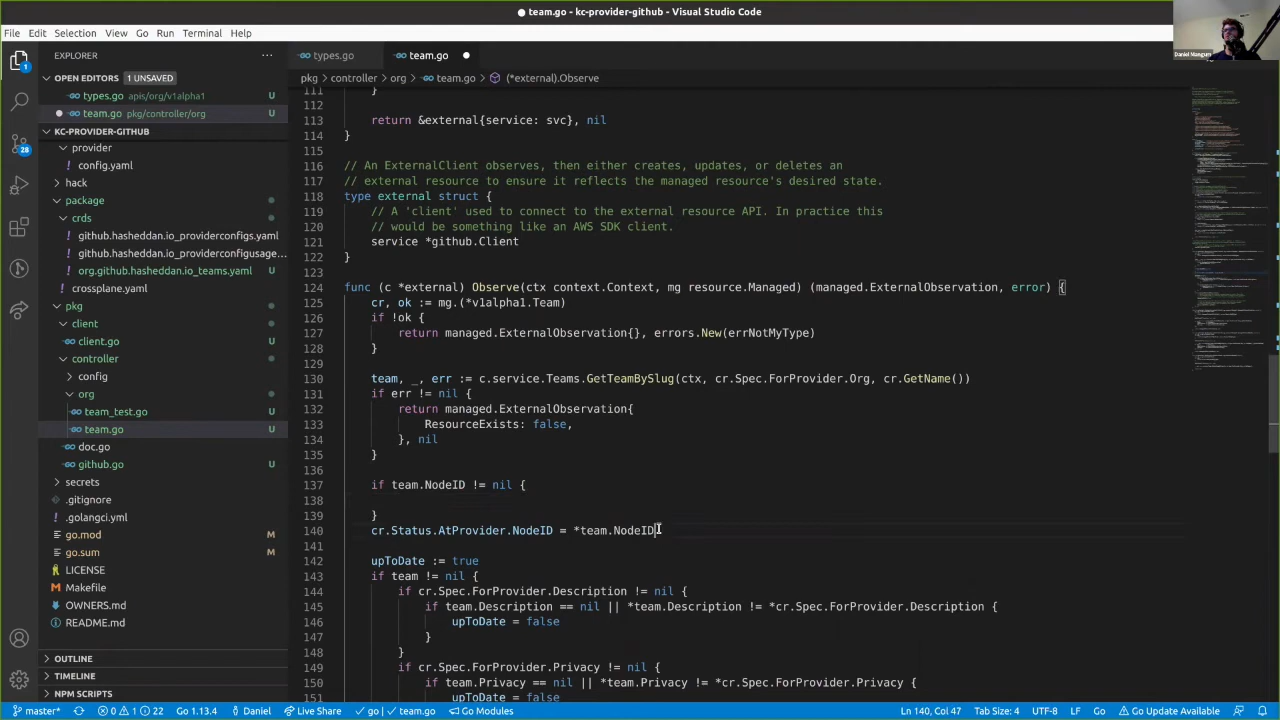 team.go - kc-provider-github - Visual Studio Code
File Edit Selection View Go Run Terminal Help
Daniel Mangum
EXPLORER
OPEN EDITORS 1 UNSAVED
types.go apis/org/v1alpha1 U
team.go pkg/controller/org U
KC-PROVIDER-GITHUB
provider
config.yaml U
hack
package
crds
github.hasheddan.io_providerconfigs.yaml
github.hasheddan.io_providerconfigusage...
org.github.hasheddan.io_teams.yaml U
crossplane.yaml
pkg
client
client.go U
controller
config
org
team_test.go U
team.go U
doc.go
github.go U
secrets
.gitignore
.golangci.yml
go.mod M
go.sum M
LICENSE
Makefile
OWNERS.md
README.md
OUTLINE
TIMELINE
NPM SCRIPTS
types.go team.go
pkg controller org team.go (*external).Observe
111 }
112
113 return &external{service: svc}, nil
114 }
115
116 An ExternalClient observes, then either creates, updates, or deletes an
117 external resource to ensure it reflects the managed resource's desired state.
118 type external struct
119 // A 'client' used to connect to the external resource API. In practice this
120 // would be something like an AWS SDK client.
121 service *github.Client
122 }
123
124 func (c *external) Observe(ctx context.Context, mg resource.Managed) (managed.ExternalObservation, error) {
125 cr, ok := mg.(*v1alpha1.Team)
126 if !ok {
127 return managed.ExternalObservation{}, errors.New(errNotMyType)
128 }
129
130 team, _, err := c.service.Teams.GetTeamBySlug(ctx, cr.Spec.ForProvider.Org, cr.GetName())
131 if err != nil {
132 return managed.ExternalObservation{
133 ResourceExists: false,
134 }, nil
135 }
136
137 if team.NodeID != nil {
138
139 }
140 cr.Status.AtProvider.NodeID = *team.NodeID
141
142 upToDate := true
143 if team != nil {
144 if cr.Spec.ForProvider.Description != nil {
145 if team.Description == nil || *team.Description != *cr.Spec.ForProvider.Description {
146 upToDate = false
147 }
148 }
149 if cr.Spec.ForProvider.Privacy != nil {
150 if team.Privacy == nil || *team.Privacy != *cr.Spec.ForProvider.Privacy {
151 upToDate = false
master* 0 1 22 Go 1.13.4 Daniel Live Share go | team.go Go Modules Ln 140, Col 47 Tab Size: 4 UTF-8 LF Go Go Update Available